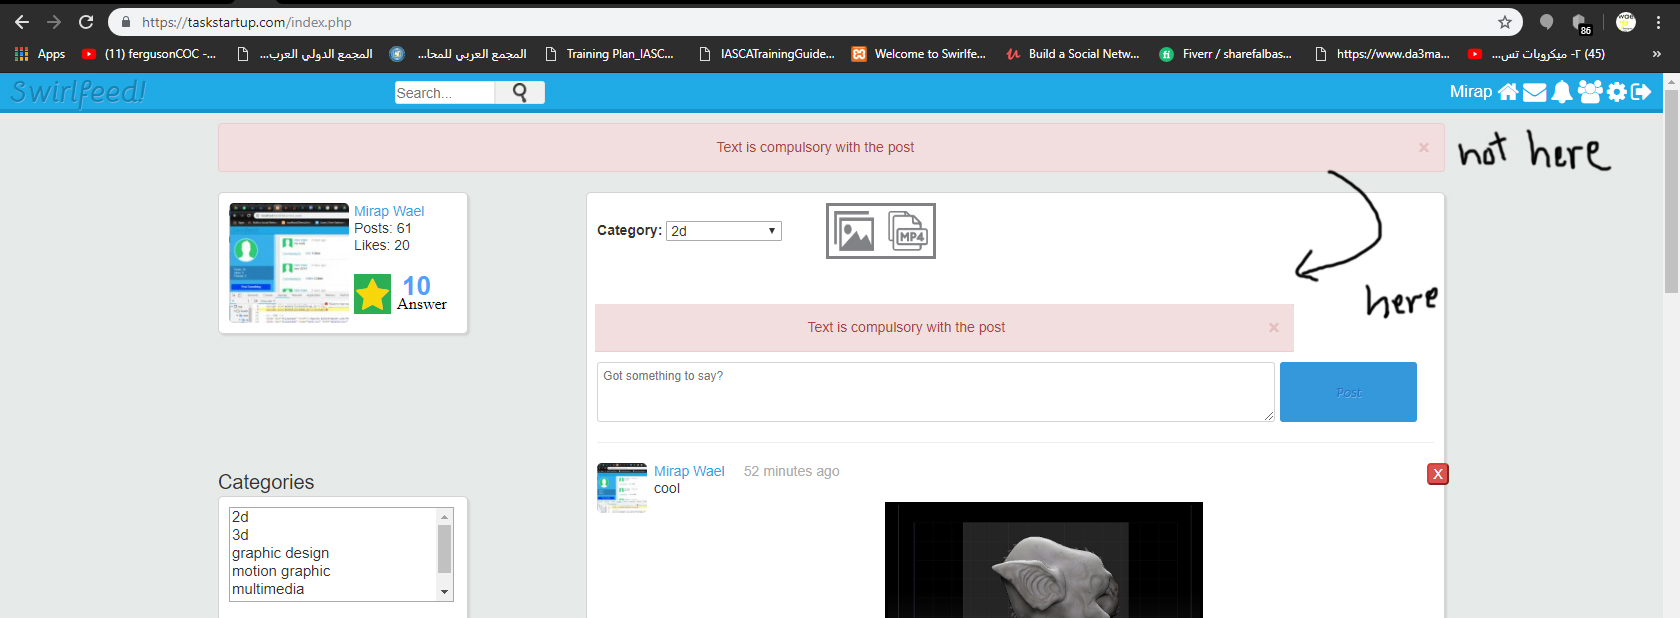 https://taskstartup.com/index.php
86
Apps
(11) fergusonCOC -...
المجمع الدولي العرب...
المجمع العربي للمحا...
Training Plan_IASC...
IASCATrainingGuide...
Welcome to Swirlfe...
Build a Social Netw...
Fiverr / sharefalbas...
https://www.da3ma...
(45) ٢- ميكروبات تس...
»
Swirlfeed!
Search...
Mirap
Text is compulsory with the post ×
not here
Mirap Wael
Posts: 61
Likes: 20
10
Answer
Category: 2d
MP4
here
Text is compulsory with the post ×
Got something to say?
Post
Mirap Wael 52 minutes ago
X
cool
Categories
2d
3d
graphic design
motion graphic
multimedia